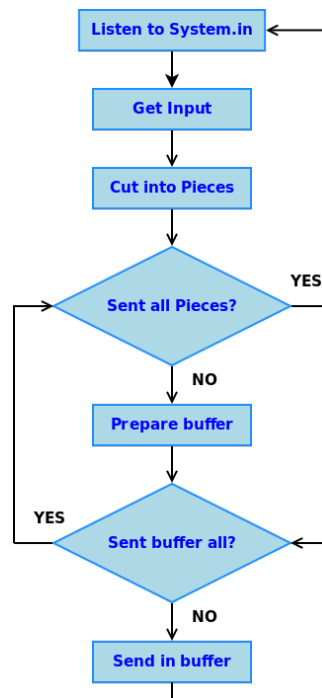 Listen to System.in
Get Input
Cut into Pieces
Sent all Pieces?
YES
NO
Prepare buffer
YES
Sent buffer all?
NO
Send in buffer